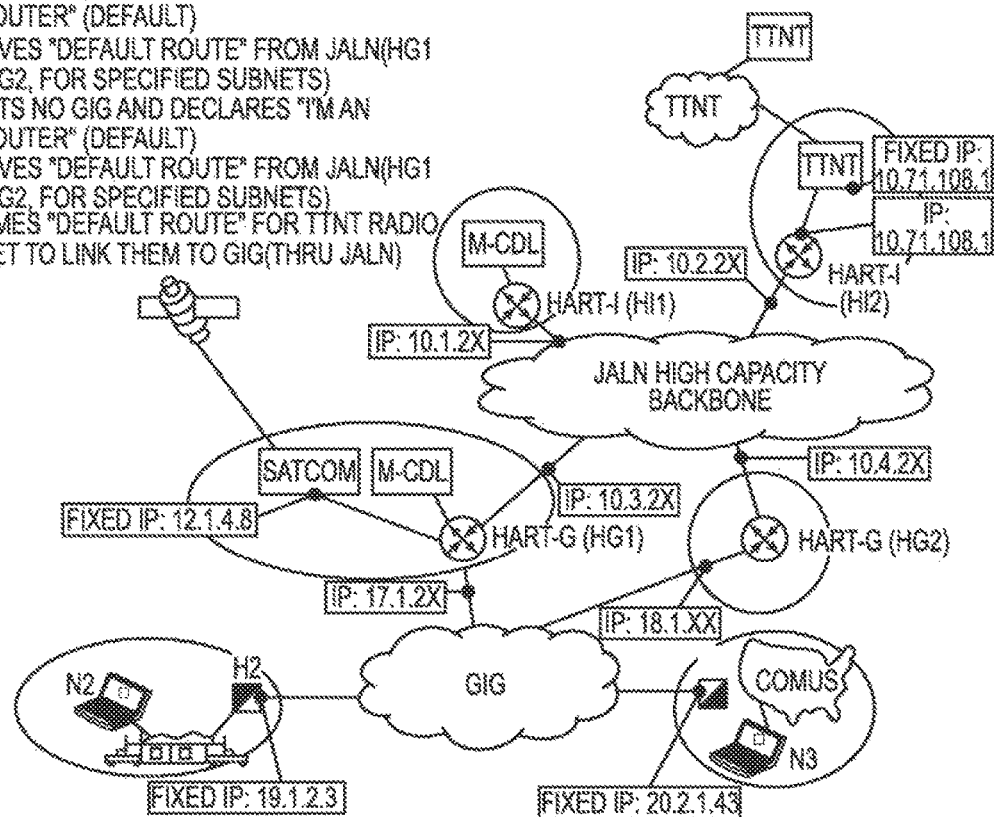 OUTER" (DEFAULT)
VES "DEFAULT ROUTE" FROM JALN(HG1
G2, FOR SPECIFIED SUBNETS)
TS NO GIG AND DECLARES "I'M AN
OUTER" (DEFAULT)
VES "DEFAULT ROUTE" FROM JALN(HG1
G2, FOR SPECIFIED SUBNETS)
MES "DEFAULT ROUTE" FOR TTNT RADIO
ET TO LINK THEM TO GIG(THRU JALN)
TTNT
TTNT
TTNT
FIXED IP:
10.71.106.1
IP:
10.71.106.1
M-CDL
IP: 10.2.2X
HART-I
(HI2)
HART-I (HI1)
IP: 10.1.2X
JALN HIGH CAPACITY
BACKBONE
SATCOM
M-CDL
IP: 10.4.2X
IP: 10.3.2X
FIXED IP: 12.1.4.8
HART-G (HG1)
HART-G (HG2)
IP: 17.1.2X
IP: 18.1.XX
N2
H2
GIG
COMUS
N3
FIXED IP: 19.1.2.3
FIXED IP: 20.2.1.43